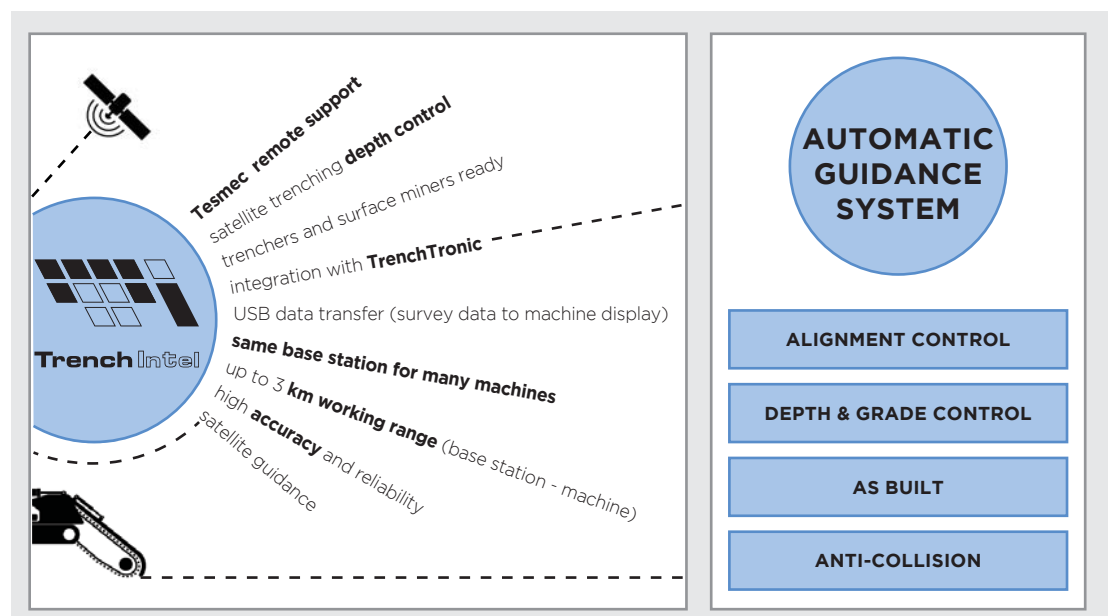 Tesmec remote support
satellite trenching depth control
trenchers and surface miners ready
integration with TrenchTronic
USB data transfer (survey data to machine display)
same base station for many machines
up to 3 km working range (base station - machine)
high accuracy and reliability
satellite guidance
Trench Intel
AUTOMATIC
GUIDANCE
SYSTEM
ALIGNMENT CONTROL
DEPTH & GRADE CONTROL
AS BUILT
ANTI-COLLISION